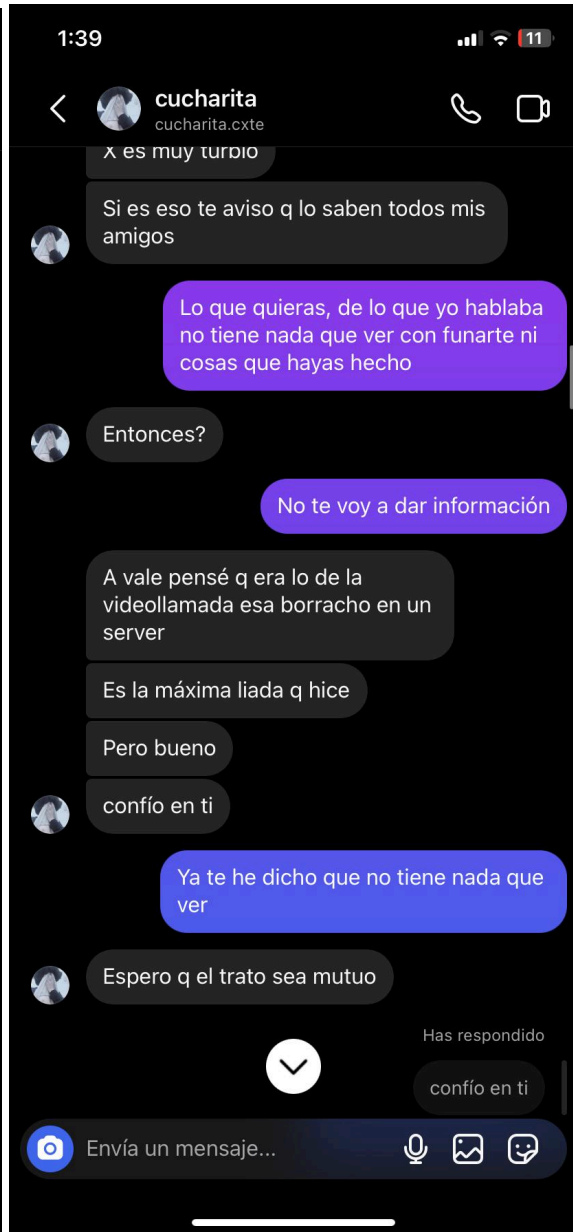 1:39
11
cucharita
cucharita.cxte
X es muy turbio
Si es eso te aviso q lo saben todos mis
amigos
Lo que quieras, de lo que yo hablaba
no tiene nada que ver con funarte ni
cosas que hayas hecho
Entonces?
No te voy a dar información
A vale pensé q era lo de la
videollamada esa borracho en un
server
Es la máxima liada q hice
Pero bueno
confío en ti
Ya te he dicho que no tiene nada que
ver
Espero q el trato sea mutuo
Has respondido
confío en ti
Envía un mensaje...